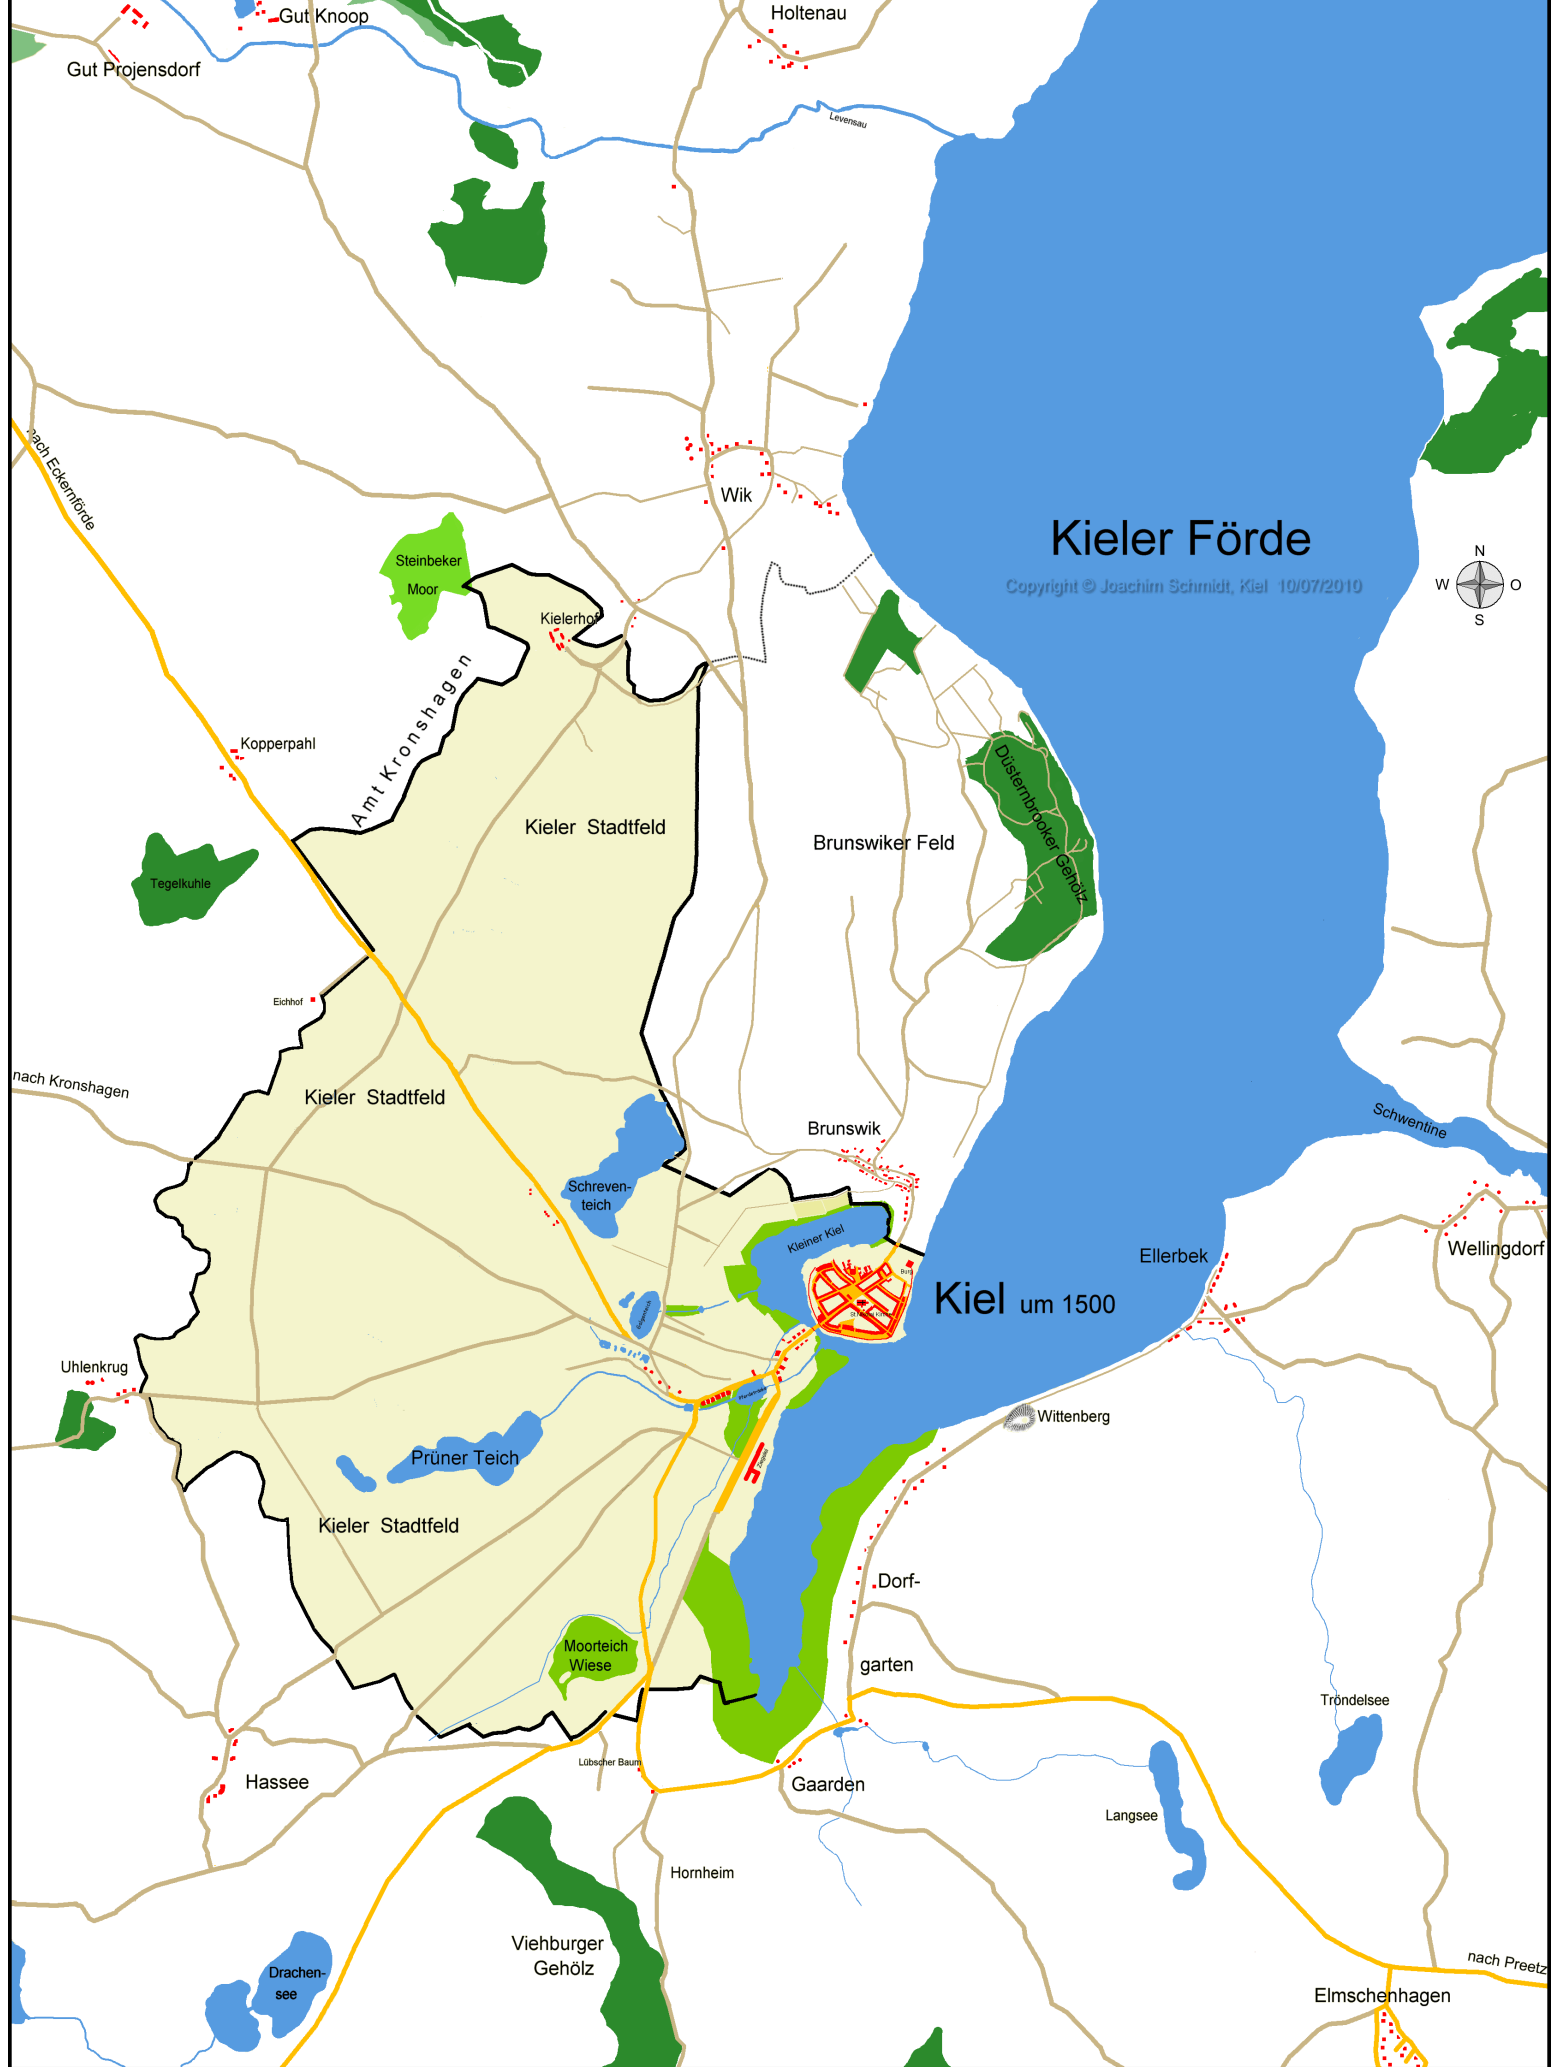 Gut Knoop
Holtenau
Gut Projensdorf
Levensau
nach Eckernförde
Wik
Kieler Förde
Copyright © Joachim Schmidt, Kiel 10/07/2010
N
W
O
S
Steinbeker
Moor
Kielerhof
Amt Kronshagen
Kopperpahl
Kieler Stadtfeld
Brunswiker Feld
Düsternbrooker Gehölz
Tegelkuhle
Eichhof
nach Kronshagen
Kieler Stadtfeld
Schwentine
Brunswik
Schreven-
teich
Kleiner Kiel
Wellingdorf
Ellerbek
Burg
Kiel um 1500
Uhlenkrug
Wittenberg
Prüner Teich
Ziegelei
Kieler Stadtfeld
Dorf-
garten
Moorteich
Wiese
Tröndelsee
Lübscher Baum
Hassee
Gaarden
Langsee
Hornheim
Viehburger
Gehölz
Drachen-
see
nach Preetz
Elmschenhagen